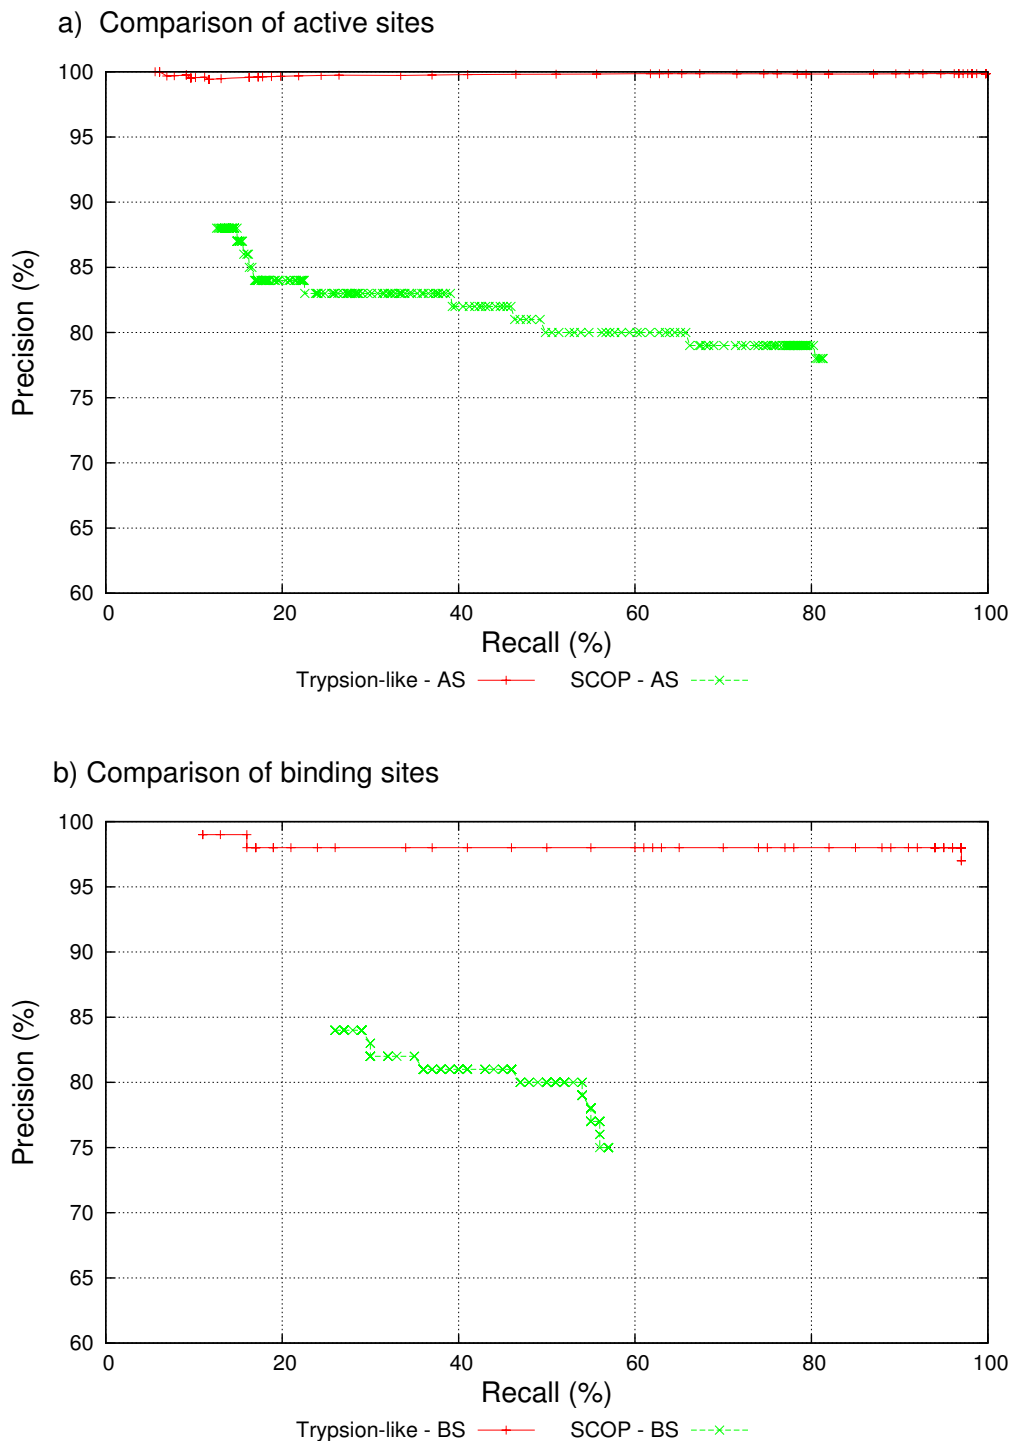 a) Comparison of active sites
100
95
90
85
80
75
70
65
60
Precision (%)
0 20 40 60 80 100
Recall (%)
Trypsion-like - AS SCOP - AS
b) Comparison of binding sites
100
95
90
85
80
75
70
65
60
Precision (%)
0 20 40 60 80 100
Recall (%)
Trypsion-like - BS SCOP - BS